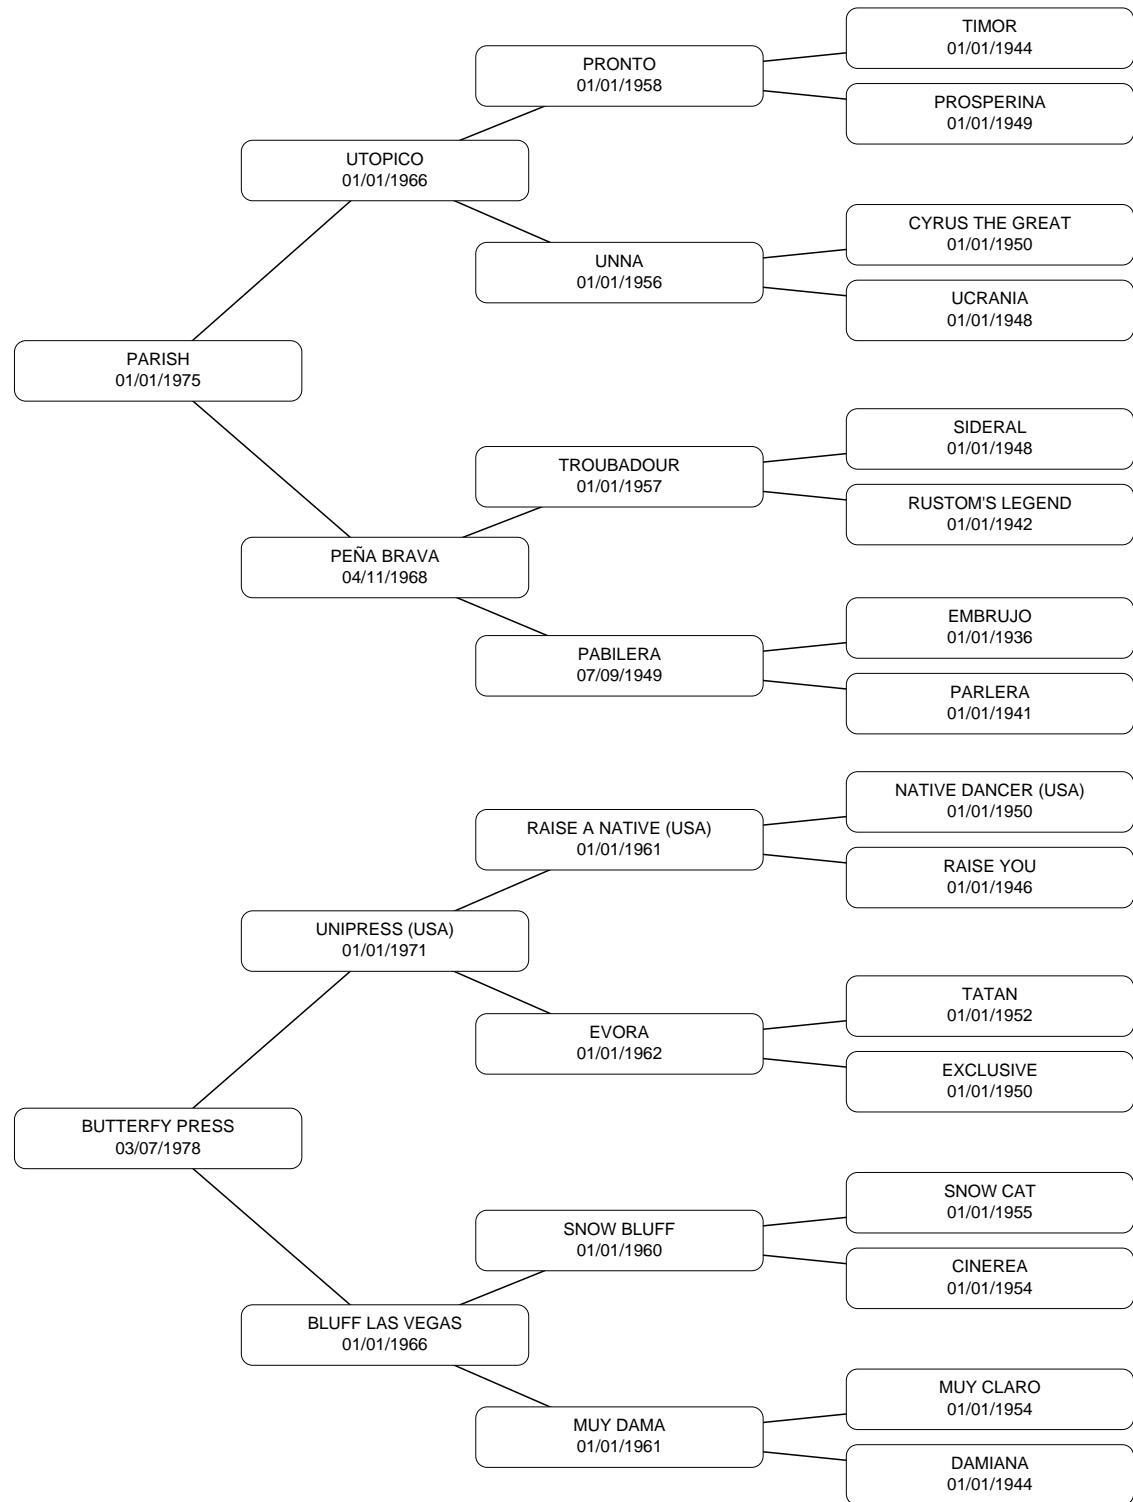 TIMOR
01/01/1944
PRONTO
01/01/1958
PROSPERINA
01/01/1949
UTOPICO
01/01/1966
CYRUS THE GREAT
01/01/1950
UNNA
01/01/1956
UCRANIA
01/01/1948
PARISH
01/01/1975
SIDERAL
01/01/1948
TROUBADOUR
01/01/1957
RUSTOM'S LEGEND
01/01/1942
PEÑA BRAVA
04/11/1968
EMBRUJO
01/01/1936
PABILERA
07/09/1949
PARLERA
01/01/1941
NATIVE DANCER (USA)
01/01/1950
RAISE A NATIVE (USA)
01/01/1961
RAISE YOU
01/01/1946
UNIPRESS (USA)
01/01/1971
TATAN
01/01/1952
EVORA
01/01/1962
EXCLUSIVE
01/01/1950
BUTTERFY PRESS
03/07/1978
SNOW CAT
01/01/1955
SNOW BLUFF
01/01/1960
CINEREA
01/01/1954
BLUFF LAS VEGAS
01/01/1966
MUY CLARO
01/01/1954
MUY DAMA
01/01/1961
DAMIANA
01/01/1944